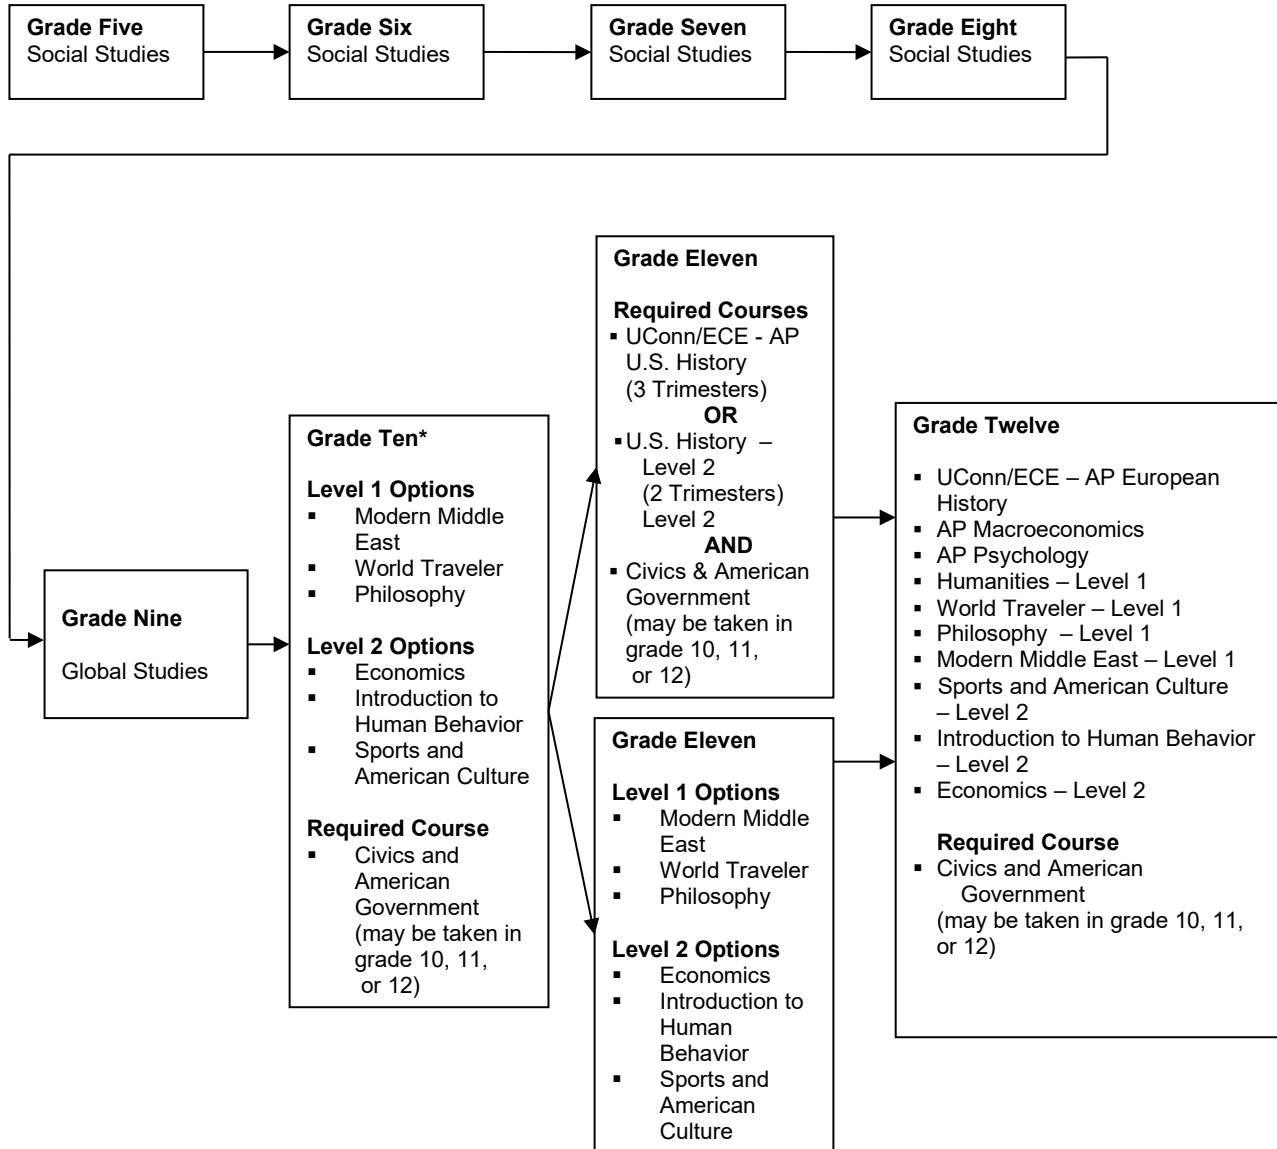 Grade Five
Social Studies
Grade Six
Social Studies
Grade Seven
Social Studies
Grade Eight
Social Studies
Grade Nine
Global Studies
Grade Ten*
Level 1 Options
▪ Modern Middle
East
▪ World Traveler
▪ Philosophy
Level 2 Options
▪ Economics
▪ Introduction to
Human Behavior
▪ Sports and
American Culture
Required Course
▪ Civics and
American
Government
(may be taken in
grade 10, 11,
or 12)
Grade Eleven
Required Courses
▪ UConn/ECE - AP
U.S. History
(3 Trimesters)
OR
▪ U.S. History –
Level 2
(2 Trimesters)
Level 2
AND
▪ Civics & American
Government
(may be taken in
grade 10, 11,
or 12)
Grade Eleven
Level 1 Options
▪ Modern Middle
East
▪ World Traveler
▪ Philosophy
Level 2 Options
▪ Economics
▪ Introduction to
Human
Behavior
▪ Sports and
American
Culture
Grade Twelve
▪ UConn/ECE – AP European
History
▪ AP Macroeconomics
▪ AP Psychology
▪ Humanities – Level 1
▪ World Traveler – Level 1
▪ Philosophy – Level 1
▪ Modern Middle East – Level 1
▪ Sports and American Culture
– Level 2
▪ Introduction to Human Behavior
– Level 2
▪ Economics – Level 2
Required Course
▪ Civics and American
Government
(may be taken in grade 10, 11,
or 12)